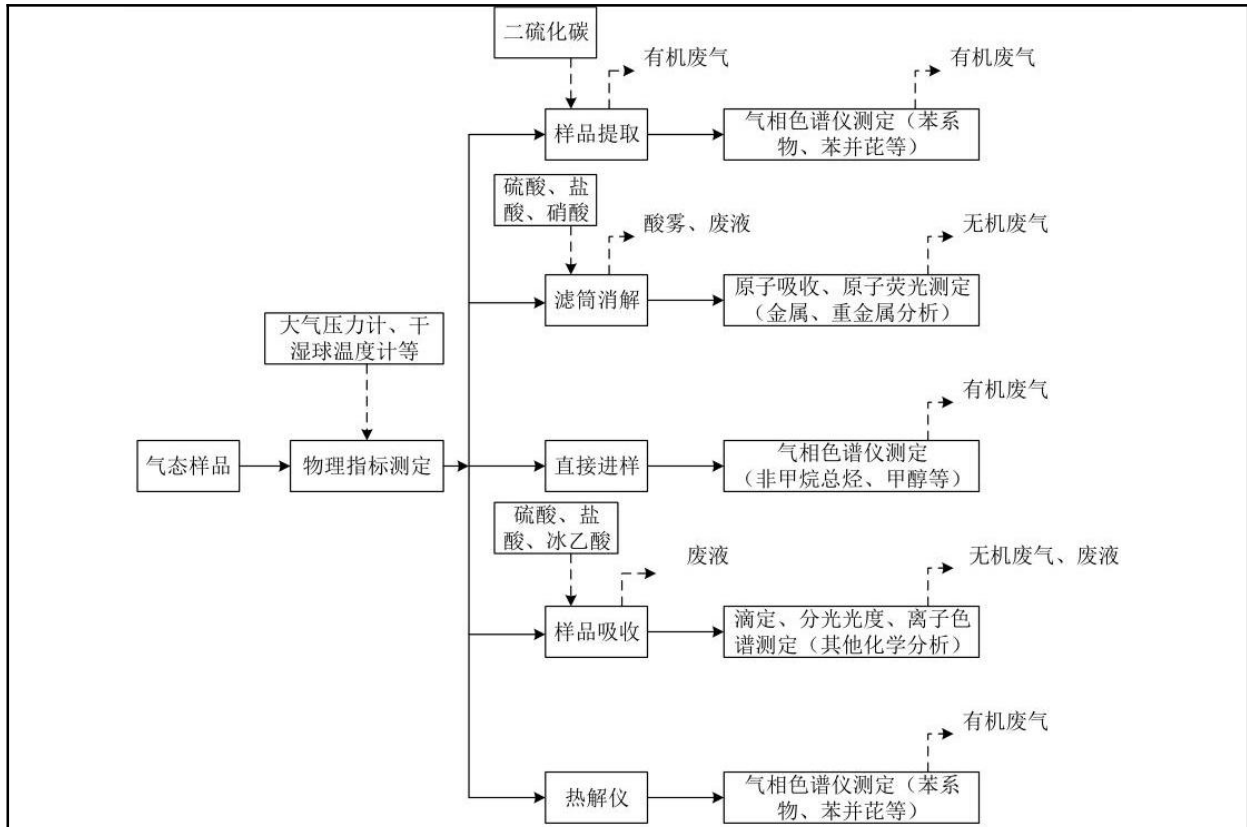 二硫化碳
有机废气
有机废气
样品提取
气相色谱仪测定（苯系
物、苯并芘等）
硫酸、盐
酸、硝酸
酸雾、废液
无机废气
滤筒消解
原子吸收、原子荧光测定
（金属、重金属分析）
大气压力计、干
湿球温度计等
有机废气
气态样品
物理指标测定
直接进样
气相色谱仪测定
（非甲烷总烃、甲醇等）
硫酸、盐
酸、冰乙酸
废液
无机废气、废液
样品吸收
滴定、分光光度、离子色
谱测定（其他化学分析）
有机废气
热解仪
气相色谱仪测定（苯系
物、苯并芘等）